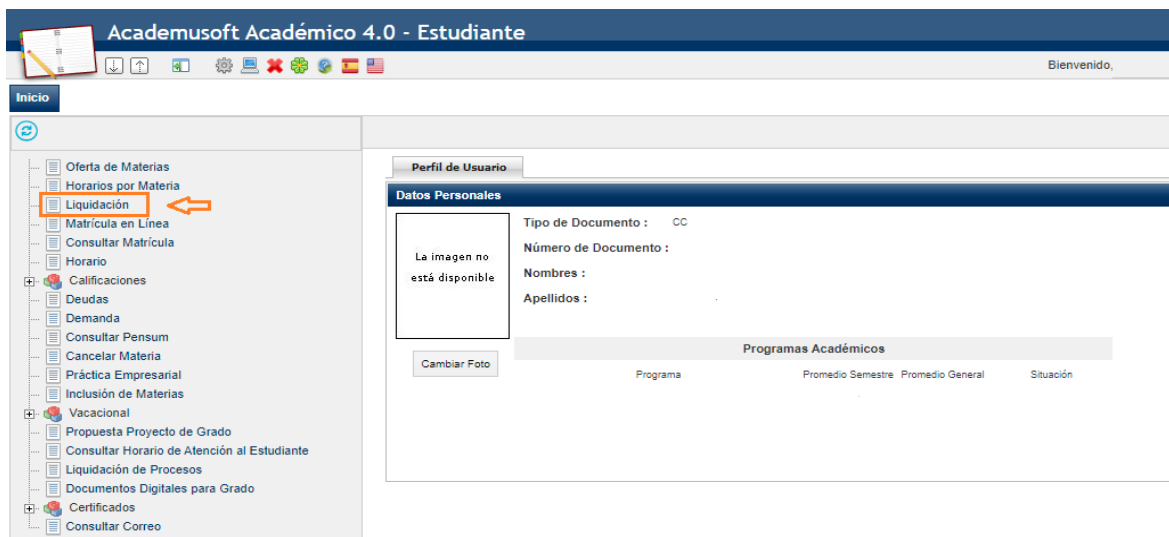 Academusoft Académico 4.0 - Estudiante
Bienvenido,
Inicio
Oferta de Materias
Horarios por Materia
Liquidación
Matrícula en Línea
Consultar Matrícula
Horario
Calificaciones
Deudas
Demanda
Consultar Pensum
Cancelar Materia
Práctica Empresarial
Inclusión de Materias
Vacacional
Propuesta Proyecto de Grado
Consultar Horario de Atención al Estudiante
Liquidación de Procesos
Documentos Digitales para Grado
Certificados
Consultar Correo
Perfil de Usuario
Datos Personales
La imagen no
está disponible
Cambiar Foto
Tipo de Documento : CC
Número de Documento :
Nombres :
Apellidos :
Programas Académicos
Programa Promedio Semestre Promedio General Situación